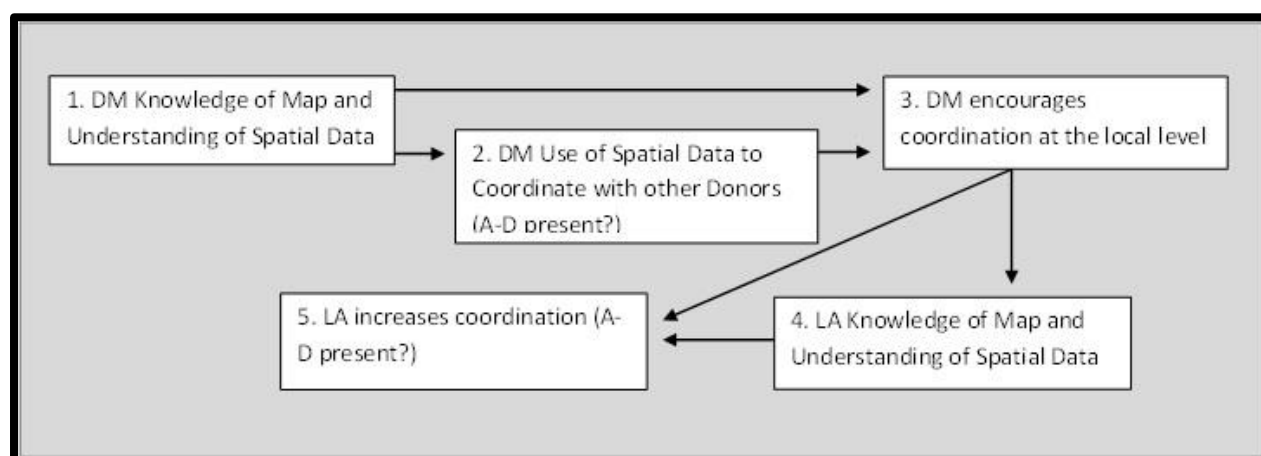 1. DM Knowledge of Map and
Understanding of Spatial Data
2. DM Use of Spatial Data to
Coordinate with other Donors
(A-D present?)
3. DM encourages
coordination at the local level
5. LA increases coordination (A-
D present?)
4. LA Knowledge of Map and
Understanding of Spatial Data